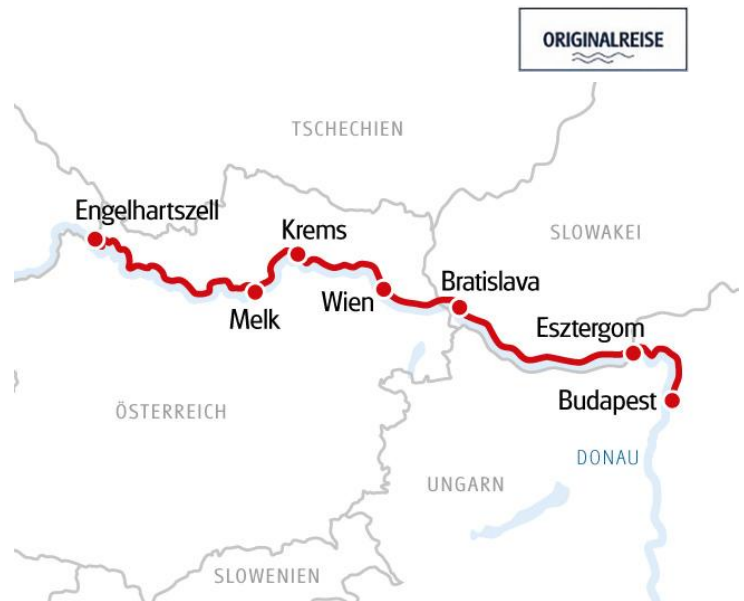 ORIGINALREISE
TSCHECHIEN
Engelhartszell
Krems
SLOWAKEI
Bratislava
Wien
Melk
Esztergom
Budapest
ÖSTERREICH
DONAU
UNGARN
SLOWENIEN